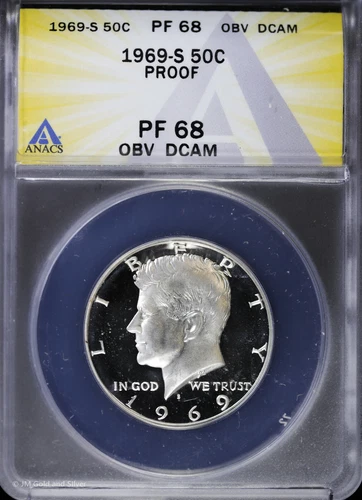 1969-S 50C PF 68 OBV DCAM
1969-S 50C
PROOF
ANACS
PF 68
OBV DCAM
LIBERTY
IN GOD WE TRUST
S
1969
© JM Gold and Silver